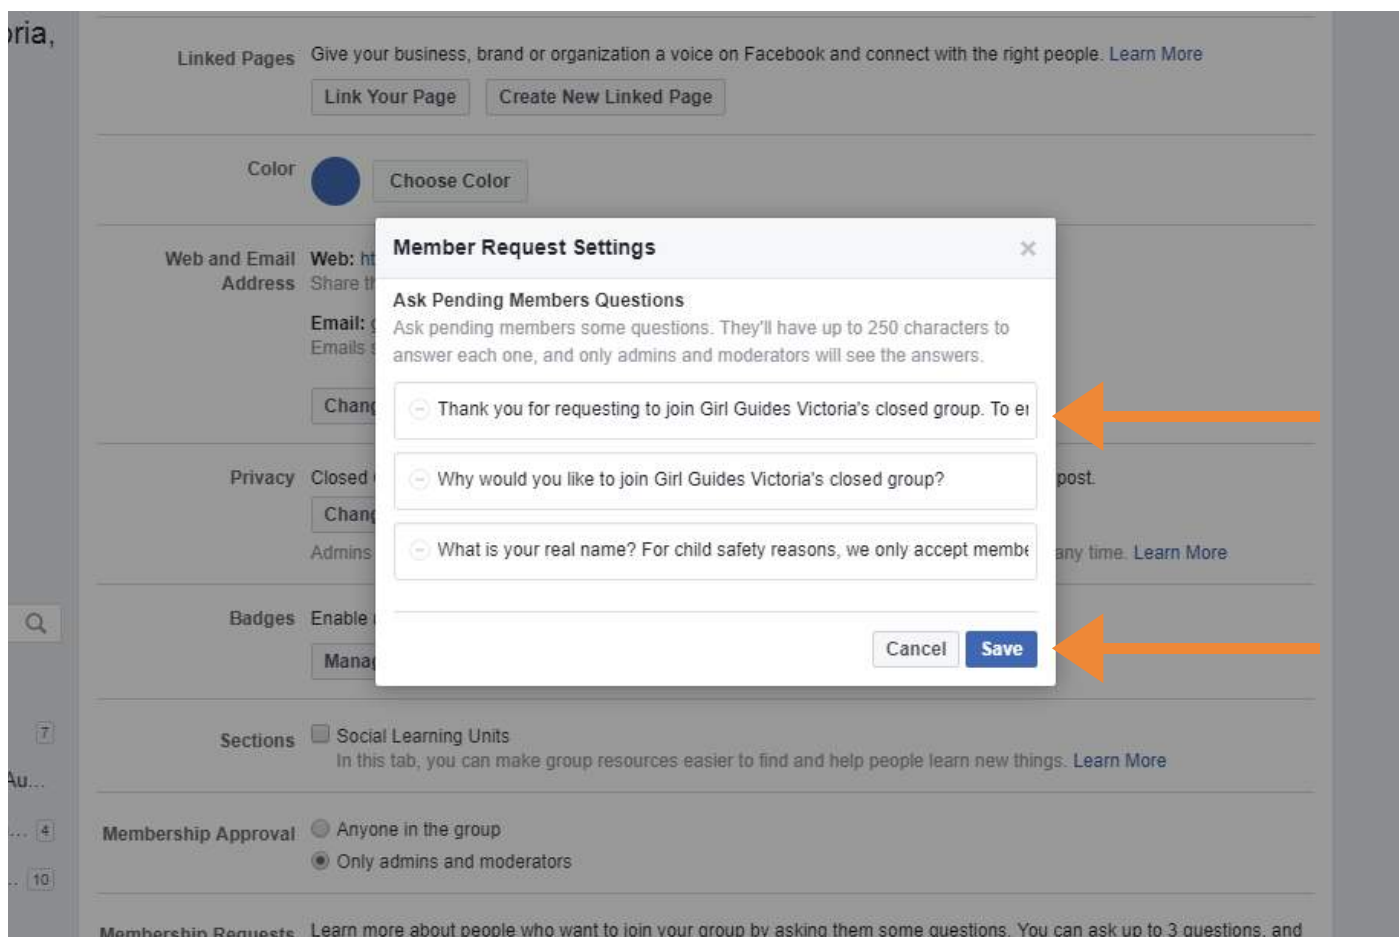 oria,
Linked Pages Give your business, brand or organization a voice on Facebook and connect with the right people. Learn More
Link Your Page Create New Linked Page
Color Choose Color
Member Request Settings
Web and Email Address
Web: ht
Share th
Email:
Emails s
Chang
Ask Pending Members Questions
Ask pending members some questions. They'll have up to 250 characters to
answer each one, and only admins and moderators will see the answers.
Thank you for requesting to join Girl Guides Victoria's closed group. To er
Privacy Closed post.
Chang
Why would you like to join Girl Guides Victoria's closed group?
Admins any time. Learn More
What is your real name? For child safety reasons, we only accept membe
Badges Enable
Manag
Cancel Save
7
Sections Social Learning Units
In this tab, you can make group resources easier to find and help people learn new things. Learn More
Au...
Membership Approval Anyone in the group
... 4
Only admins and moderators
.. 10
Membership Requests Learn more about people who want to join your group by asking them some questions. You can ask up to 3 questions, and